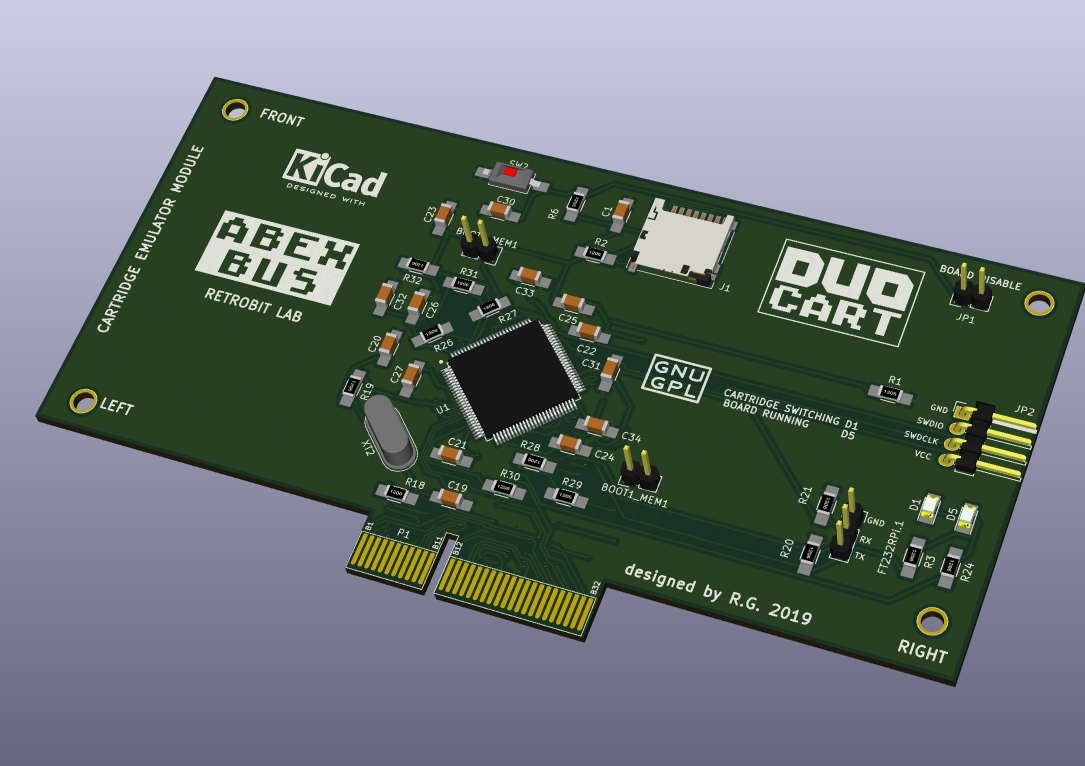 FRONT
CARTRIDGE EMULATOR MODULE
KiCad
DESIGNED WITH
ABEX
BUS
RETROBIT LAB
LEFT
SW2
C30
C23
R6
C1
R2
J1
DUO
CART
BOARD DISABLE
JP1
R32
R31
C33
C32
C26
R27
C25
R26
C22
C20
C31
C27
R19
U1
XT2
GNU
GPL
CARTRIDGE SWITCHING D1
BOARD RUNNING D5
R1
GND
JP2
SWDIO
SWDCLK
VCC
C34
C21
R28
C24
R30
R29
BOOT1_MEM1
R18
C19
R21
GND
RX
TX
R20
FT232RPi.1
D1
D5
R3
R24
P1
B1
B11
B12
B32
designed by R.G. 2019
RIGHT